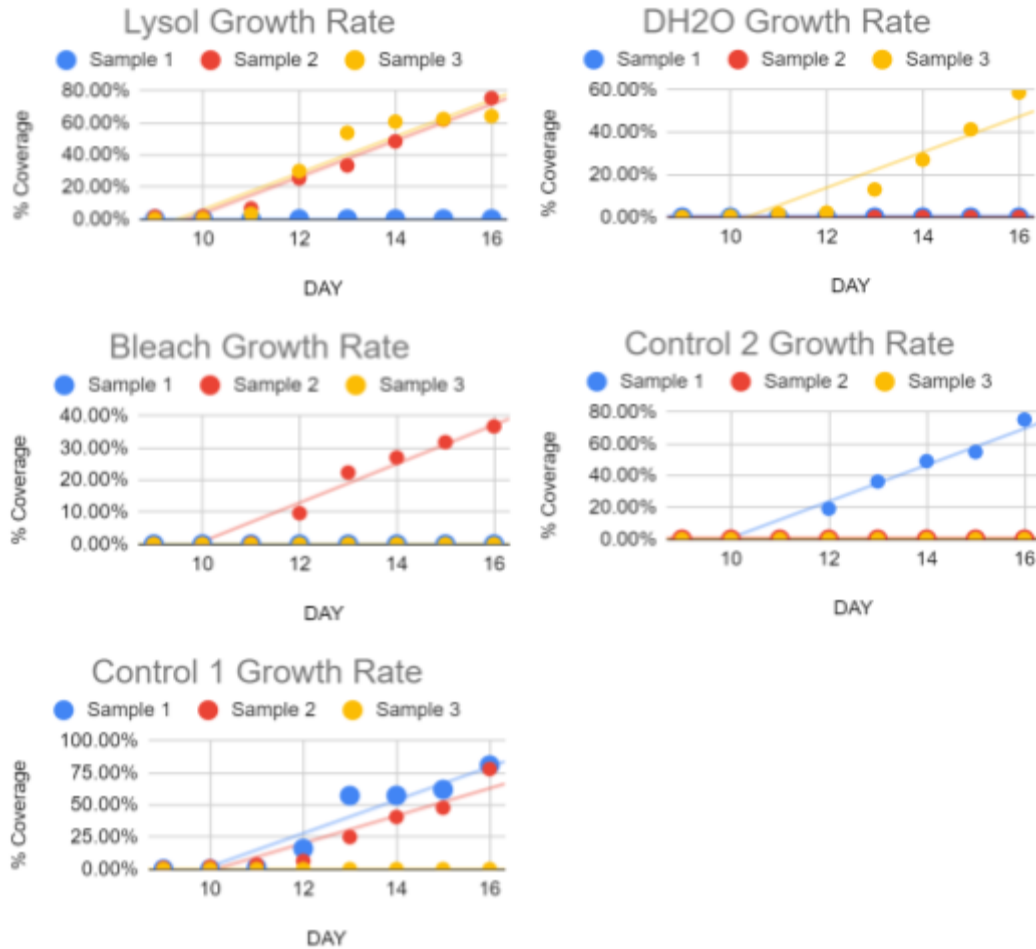 Lysol Growth Rate
Sample 1 Sample 2 Sample 3
80.00%
60.00%
40.00%
20.00%
0.00%
% Coverage
10 12 14 16
DAY
DH2O Growth Rate
Sample 1 Sample 2 Sample 3
60.00%
40.00%
20.00%
0.00%
% Coverage
10 12 14 16
DAY
Bleach Growth Rate
Sample 1 Sample 2 Sample 3
40.00%
30.00%
20.00%
10.00%
0.00%
% Coverage
10 12 14 16
DAY
Control 2 Growth Rate
Sample 1 Sample 2 Sample 3
80.00%
60.00%
40.00%
20.00%
0.00%
% Coverage
10 12 14 16
DAY
Control 1 Growth Rate
Sample 1 Sample 2 Sample 3
100.00%
75.00%
50.00%
25.00%
0.00%
% Coverage
10 12 14 16
DAY